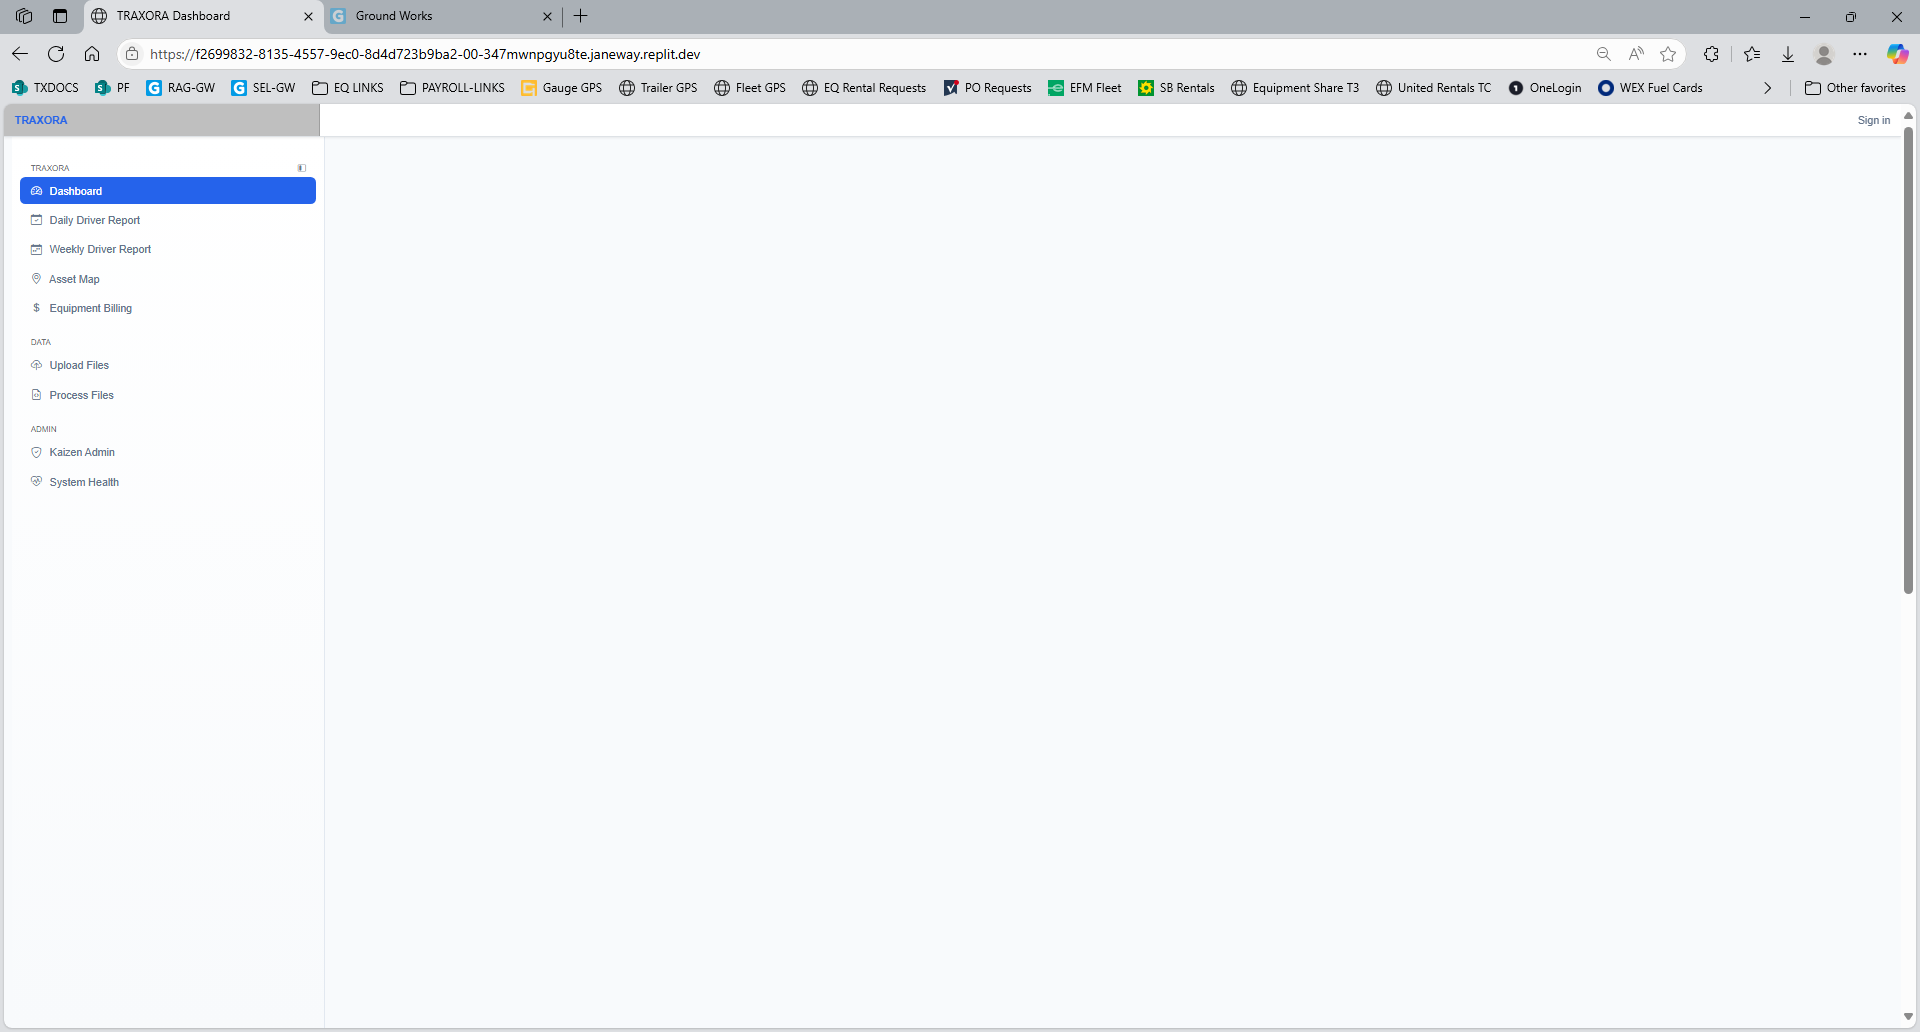 TRAXORA Dashboard
Ground Works
https://f2699832-8135-4557-9ec0-8d4d723b9ba2-00-347mwnpgyu8te.janeway.replit.dev
TXDOCS PF RAG-GW SEL-GW EQ LINKS PAYROLL-LINKS Gauge GPS Trailer GPS Fleet GPS EQ Rental Requests PO Requests EFM Fleet SB Rentals Equipment Share T3 United Rentals TC OneLogin WEX Fuel Cards Other favorites
TRAXORA
Sign in
TRAXORA
Dashboard
Daily Driver Report
Weekly Driver Report
Asset Map
$ Equipment Billing
DATA
Upload Files
Process Files
ADMIN
Kaizen Admin
System Health